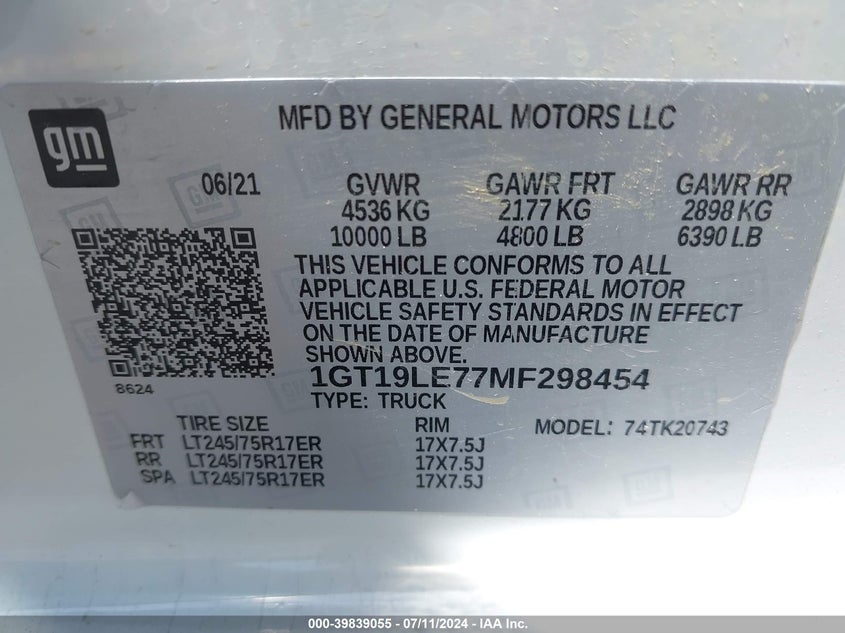 gm
MFD BY GENERAL MOTORS LLC
06/21 GVWR GAWR FRT GAWR RR
4536 KG 2177 KG 2898 KG
10000 LB 4800 LB 6390 LB
THIS VEHICLE CONFORMS TO ALL
APPLICABLE U.S. FEDERAL MOTOR
VEHICLE SAFETY STANDARDS IN EFFECT
ON THE DATE OF MANUFACTURE
SHOWN ABOVE.
8624
1GT19LE77MF298454
TYPE: TRUCK
TIRE SIZE RIM MODEL: 74TK20743
FRT LT245/75R17ER 17X7.5J
RR LT245/75R17ER 17X7.5J
SPA LT245/75R17ER 17X7.5J
000-39839055 - 07/11/2024 - IAA Inc.